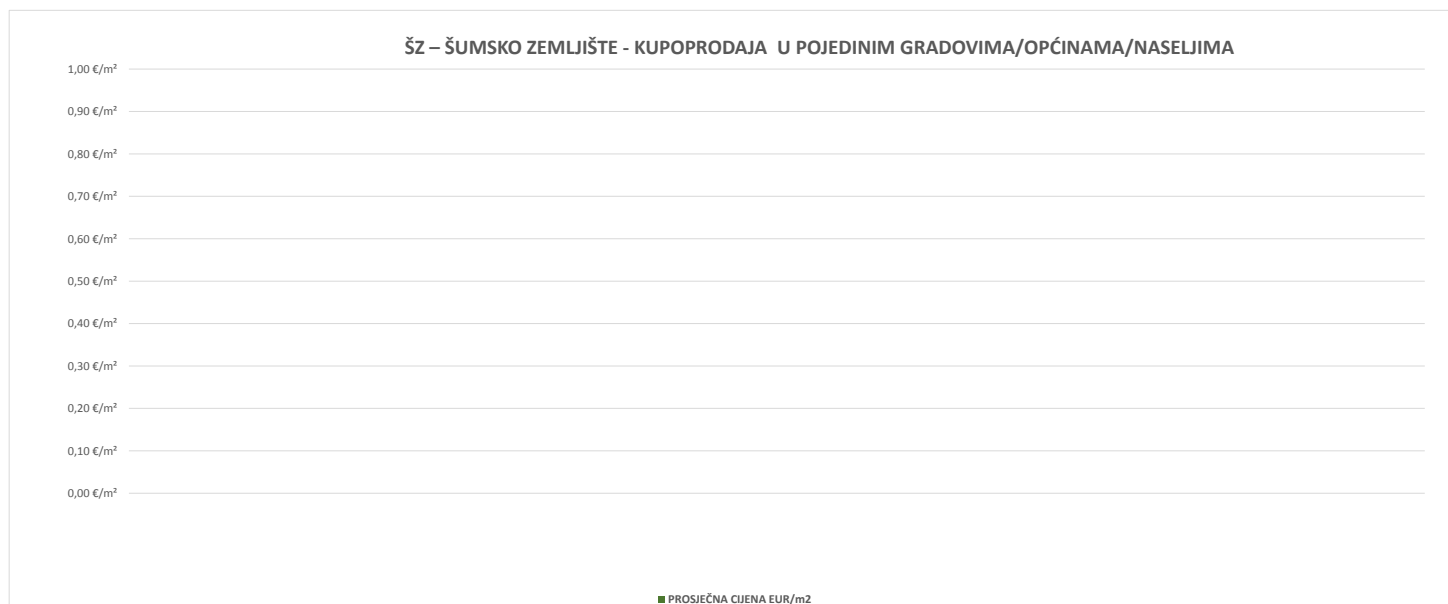 ŠZ – ŠUMSKO ZEMLJIŠTE - KUPOPRODAJA  U POJEDINIM GRADOVIMA/OPĆINAMA/NASELJIMA
1,00 €/m²
0,90 €/m²
0,80 €/m²
0,70 €/m²
0,60 €/m²
0,50 €/m²
0,40 €/m²
0,30 €/m²
0,20 €/m²
0,10 €/m²
0,00 €/m²
PROSJEČNA CIJENA EUR/m2